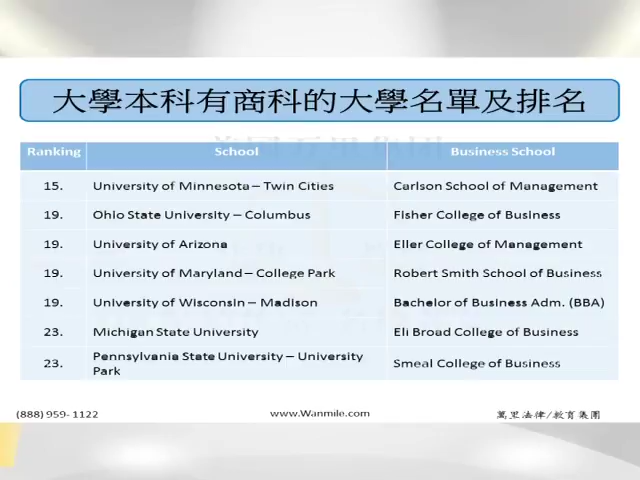 大學本科有商科的大學名單及排名
Ranking School Business School
15. University of Minnesota – Twin Cities Carlson School of Management
19. Ohio State University – Columbus Fisher College of Business
19. University of Arizona Eller College of Management
19. University of Maryland – College Park Robert Smith School of Business
19. University of Wisconsin – Madison Bachelor of Business Adm. (BBA)
23. Michigan State University Eli Broad College of Business
23. Pennsylvania State University – University Park Smeal College of Business
(888) 959- 1122 www.Wanmile.com 萬里法律/教育集團